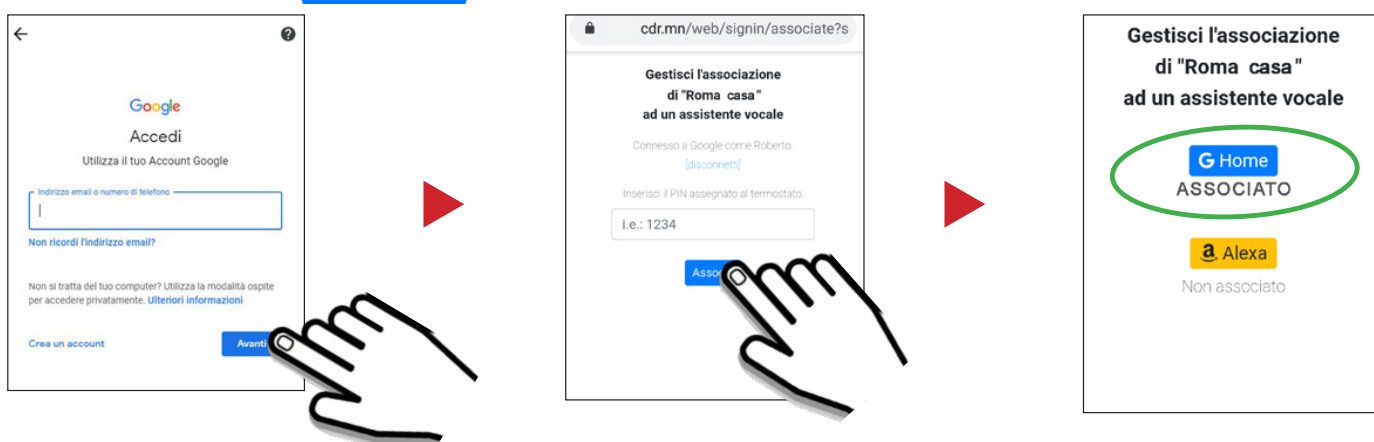 Google
Accedi
Utilizza il tuo Account Google
Indirizzo email o numero di telefono
Non ricordi l'indirizzo email?
Non si tratta del tuo computer? Utilizza la modalità ospite
per accedere privatamente. Ulteriori informazioni
Crea un account
Avanti
cdr.mn/web/signin/associate?s
Gestisci l'associazione
di "Roma casa"
ad un assistente vocale
Connesso a Google come Roberto.
[disconnetti]
Inserisci il PIN assegnato al termostato:
i.e.: 1234
Asso
Gestisci l'associazione
di "Roma casa"
ad un assistente vocale
G Home
ASSOCIATO
a Alexa
Non associato